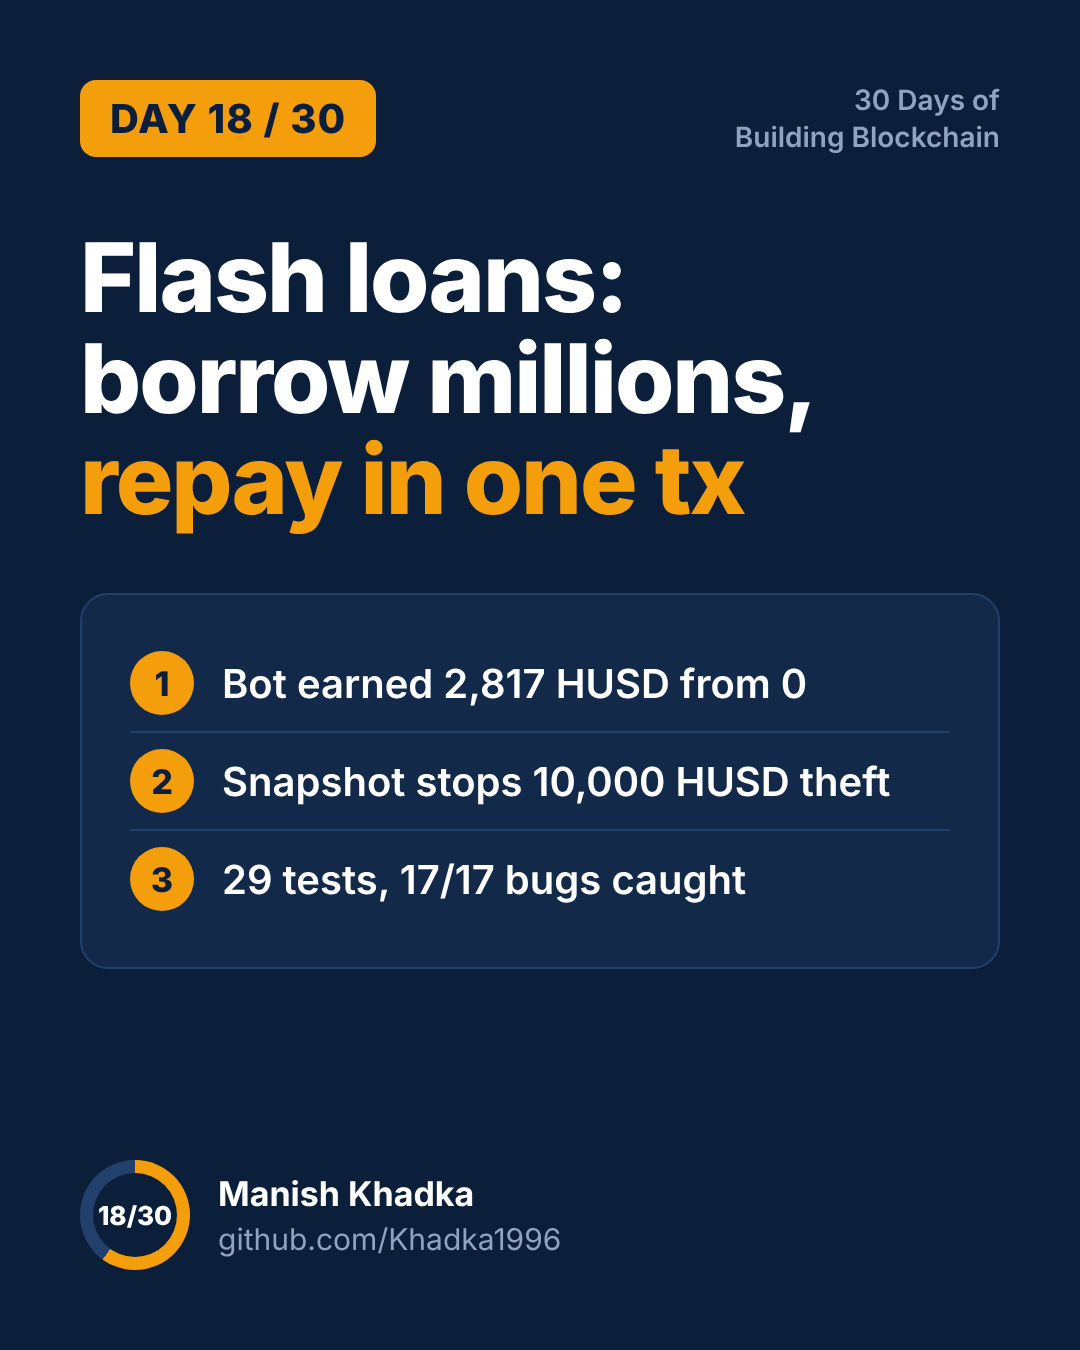 DAY 18 / 30
30 Days of
Building Blockchain
Flash loans:
borrow millions,
repay in one tx
1 Bot earned 2,817 HUSD from 0
2 Snapshot stops 10,000 HUSD theft
3 29 tests, 17/17 bugs caught
18/30
Manish Khadka
github.com/Khadka1996